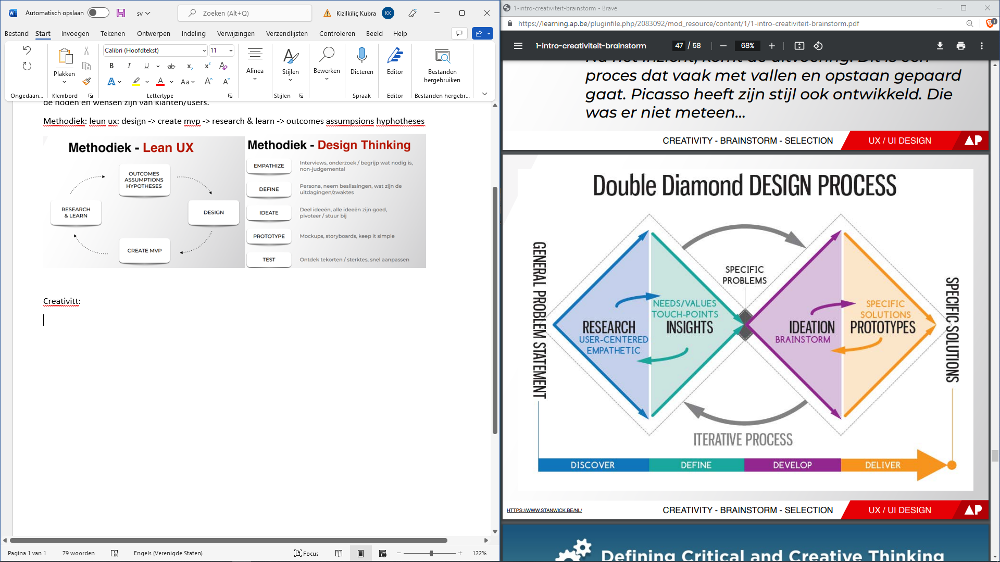 Automatisch opslaan
sv
Zoeken (Alt+Q)
Kizilkiliç Kubra
KK
Bestand Start Invoegen Tekenen Ontwerpen Indeling Verwijzingen Verzendlijsten Controleren Beeld Help
Plakken
Calibri (Hoofdtekst)
11
Alinea
Stijlen
Bewerken
Dicteren
Editor
Bestanden
hergebruiken
Ongedaan...
Klembord
Lettertype
Stijlen
Spraak
Editor
Bestanden hergebr...
de noden en wensen zijn van klanten/users.
Methodiek: leun ux: design -> create mvp -> research & learn -> outcomes assumpsions hyphotheses
Methodiek - Lean UX
OUTCOMES
ASSUMPTIONS
HYPOTHESES
RESEARCH
& LEARN
DESIGN
CREATE MVP
Methodiek - Design Thinking
EMPATHIZE
Interviews, onderzoek / begrijp wat nodig is,
non-judgemental
DEFINE
Persona, neem beslissingen, wat zijn de
uitdagingen/zwaktes
IDEATE
Deel ideeën, alle ideeën zijn goed,
pivoteer / stuur bij
PROTOTYPE
Mockups, storyboards, keep it simple
TEST
Ontdek tekorten / sterktes, snel aanpassen
Creativitt:
Pagina 1 van 1
79 woorden
Engels (Verenigde Staten)
Focus
122%
1-intro-creativiteit-brainstorm - Brave
https://learning.ap.be/pluginfile.php/2083092/mod_resource/content/1/1-intro-creativiteit-brainstorm.pdf
1
1-intro-creativiteit-brainstorm
47 / 58
68%
Na het inzicht, komt de uitvoering. Dit is een
proces dat vaak met vallen en opstaan gepaard
gaat. Picasso heeft zijn stijl ook ontwikkeld. Die
was er niet meteen...
CREATIVITY - BRAINSTORM - SELECTION
UX / UI DESIGN
AP
Double Diamond DESIGN PROCESS
GENERAL PROBLEM STATEMENT
SPECIFIC
PROBLEMS
RESEARCH
USER-CENTERED
EMPATHETIC
NEEDS/VALUES
TOUCH-POINTS
INSIGHTS
IDEATION
BRAINSTORM
SPECIFIC
SOLUTIONS
PROTOTYPES
SPECIFIC SOLUTIONS
ITERATIVE PROCESS
DISCOVER
DEFINE
DEVELOP
DELIVER
HTTPS://WWW.STANWICK.BE/NL/
CREATIVITY - BRAINSTORM - SELECTION
UX / UI DESIGN
AP
Defining Critical and Creative Thinking